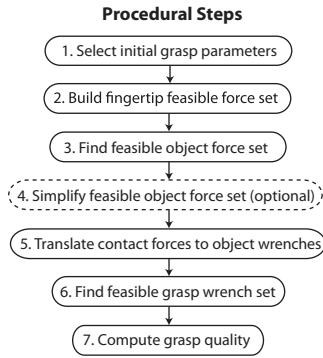 Procedural Steps
1. Select initial grasp parameters
2. Build fingertip feasible force set
3. Find feasible object force set
4. Simplify feasible object force set (optional)
5. Translate contact forces to object wrenches
6. Find feasible grasp wrench set
7. Compute grasp quality